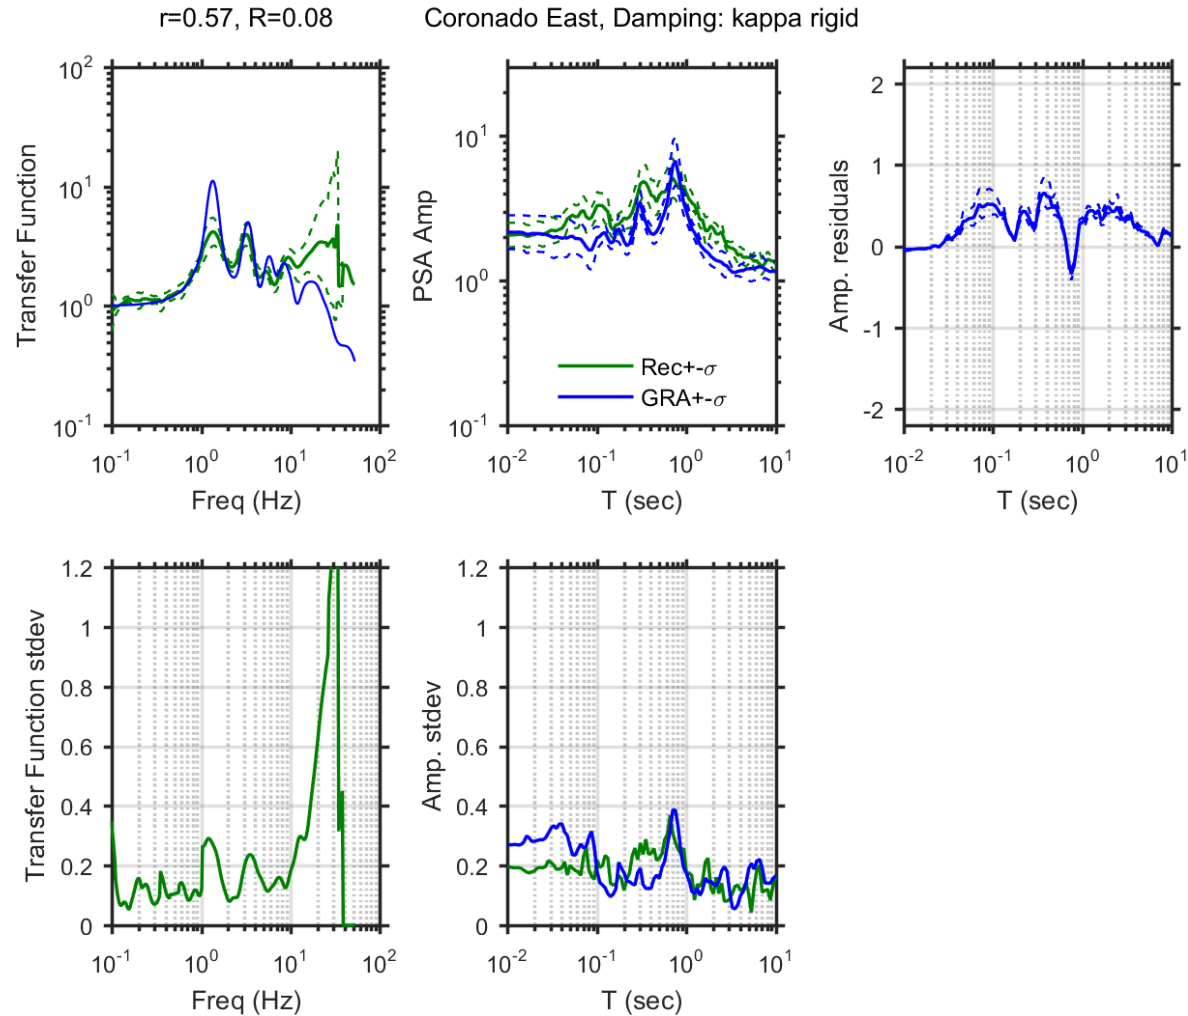 r=0.57, R=0.08
Coronado East, Damping: kappa rigid
Transfer Function
10^2
10^1
10^0
10^-1
10^-1 10^0 10^1 10^2
Freq (Hz)
PSA Amp
10^1
10^0
10^-1
Rec+-σ
GRA+-σ
10^-2 10^-1 10^0 10^1
T (sec)
Amp. residuals
2
1
0
-1
-2
10^-2 10^-1 10^0 10^1
T (sec)
Transfer Function stdev
1.2
1
0.8
0.6
0.4
0.2
0
10^-1 10^0 10^1 10^2
Freq (Hz)
Amp. stdev
1.2
1
0.8
0.6
0.4
0.2
0
10^-2 10^-1 10^0 10^1
T (sec)